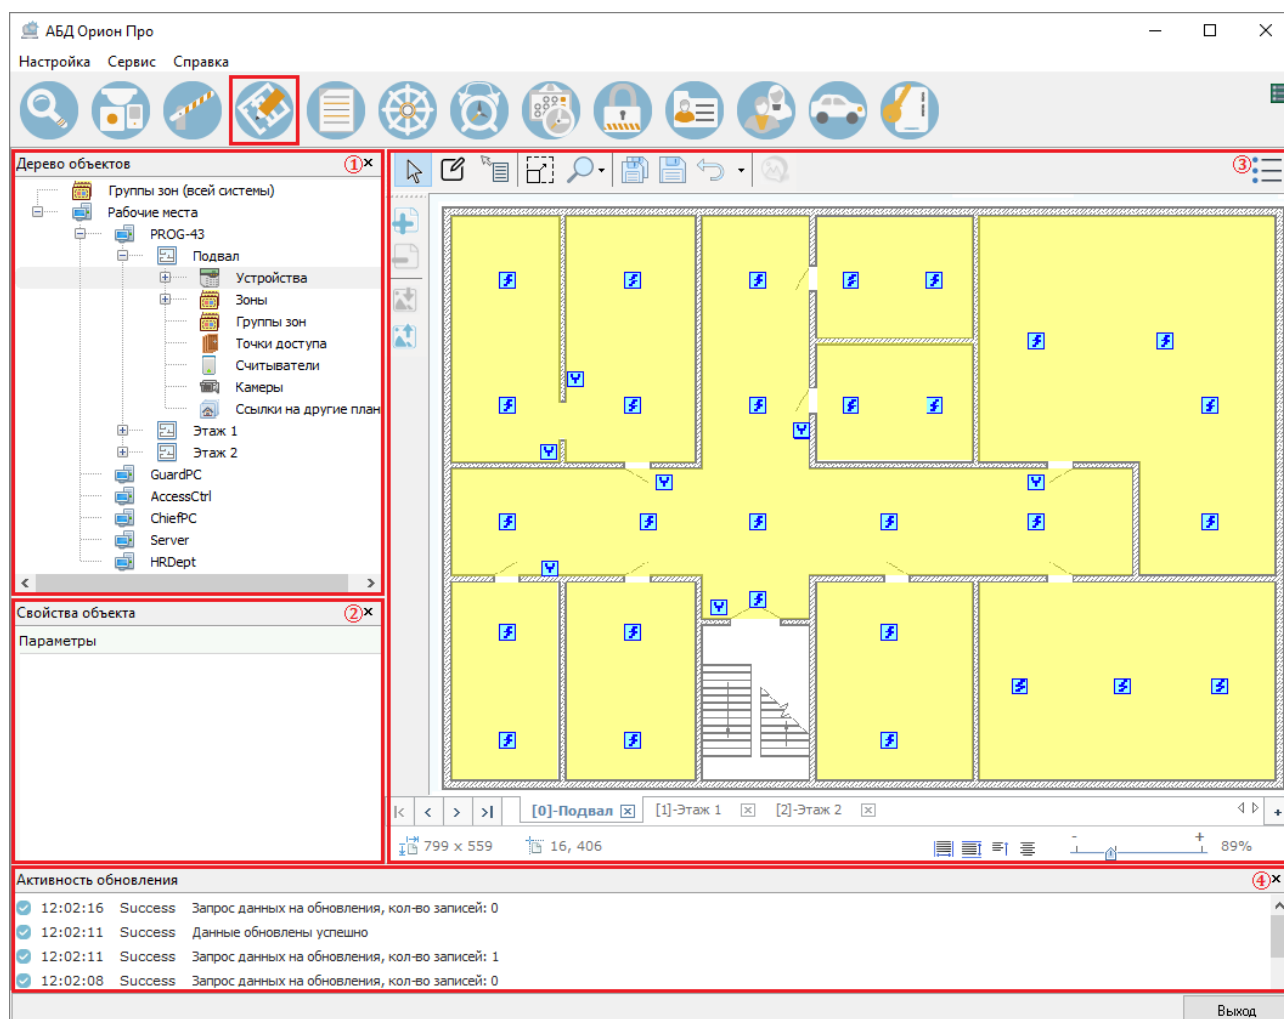 АБД Орион Про
Настройка Сервис Справка
Дерево объектов ①
Группы зон (всей системы)
Рабочие места
PROG-43
Подвал
Устройства
Зоны
Группы зон
Точки доступа
Считыватели
Камеры
Ссылки на другие план
Этаж 1
Этаж 2
GuardPC
AccessCtrl
ChiefPC
Server
HRDept
Свойства объекта ②
Параметры
③
[0]-Подвал [1]-Этаж 1 [2]-Этаж 2
799 x 559 16, 406 - + 89%
Активность обновления ④
12:02:16 Success Запрос данных на обновления, кол-во записей: 0
12:02:11 Success Данные обновлены успешно
12:02:11 Success Запрос данных на обновления, кол-во записей: 1
12:02:08 Success Запрос данных на обновления, кол-во записей: 0
Выход